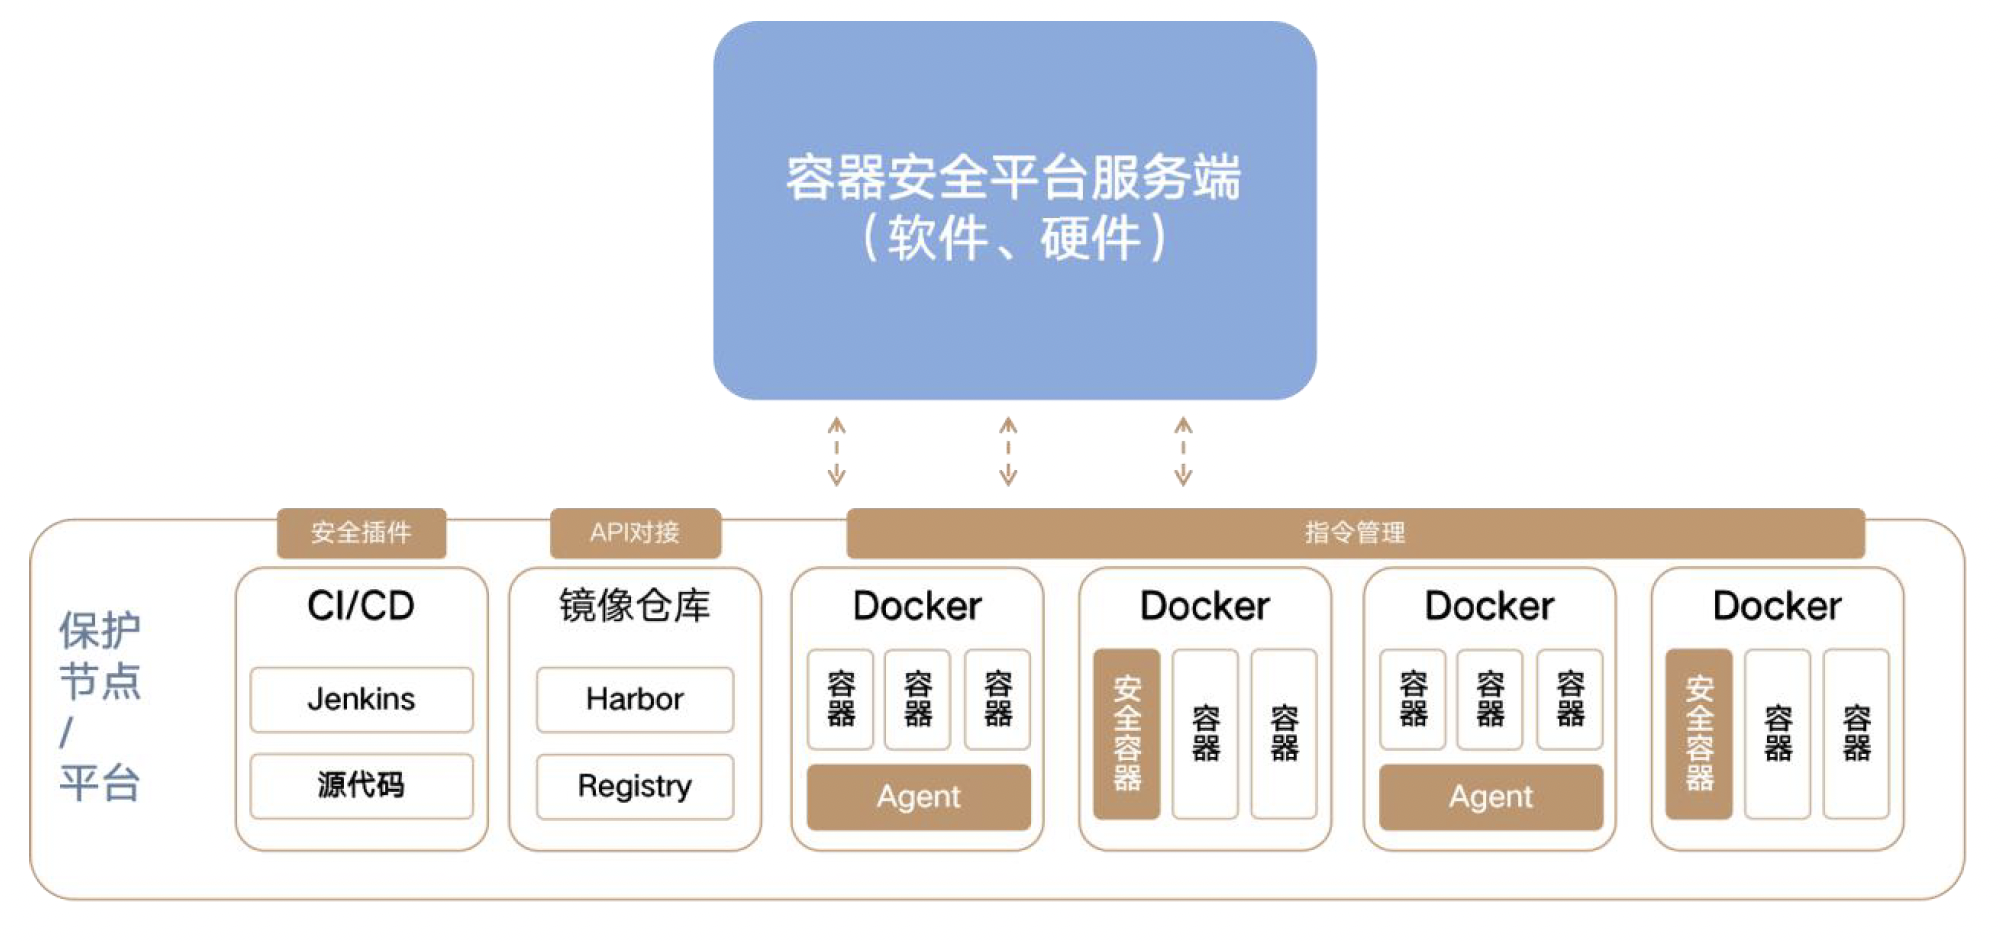 容器安全平台服务端
（软件、硬件）
安全插件
API对接
指令管理
保护
节点
/
平台
CI/CD
Jenkins
源代码
镜像仓库
Harbor
Registry
Docker
容器
容器
容器
Agent
Docker
安全容器
容器
容器
Docker
容器
容器
容器
Agent
Docker
安全容器
容器
容器